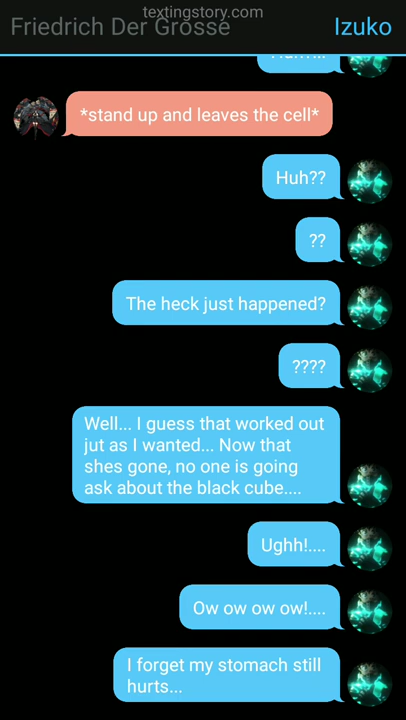 textingstory.com
Friedrich Der Grosse
Izuko
*stand up and leaves the cell*
Huh??
??
The heck just happened?
????
Well... I guess that worked out
jut as I wanted... Now that
shes gone, no one is going
ask about the black cube....
Ughh!....
Ow ow ow ow!....
I forget my stomach still
hurts...